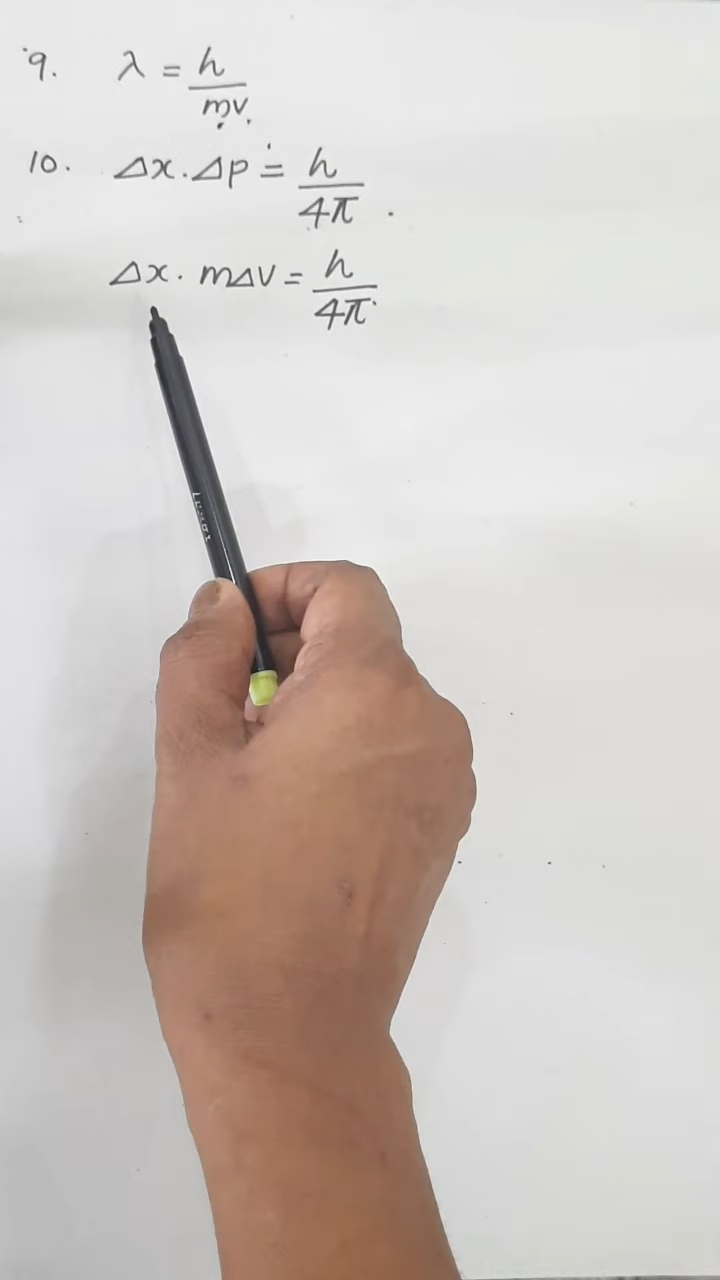 9. λ = h/mv
10. Δx.Δp = h/4π
Δx. mΔv = h/4π